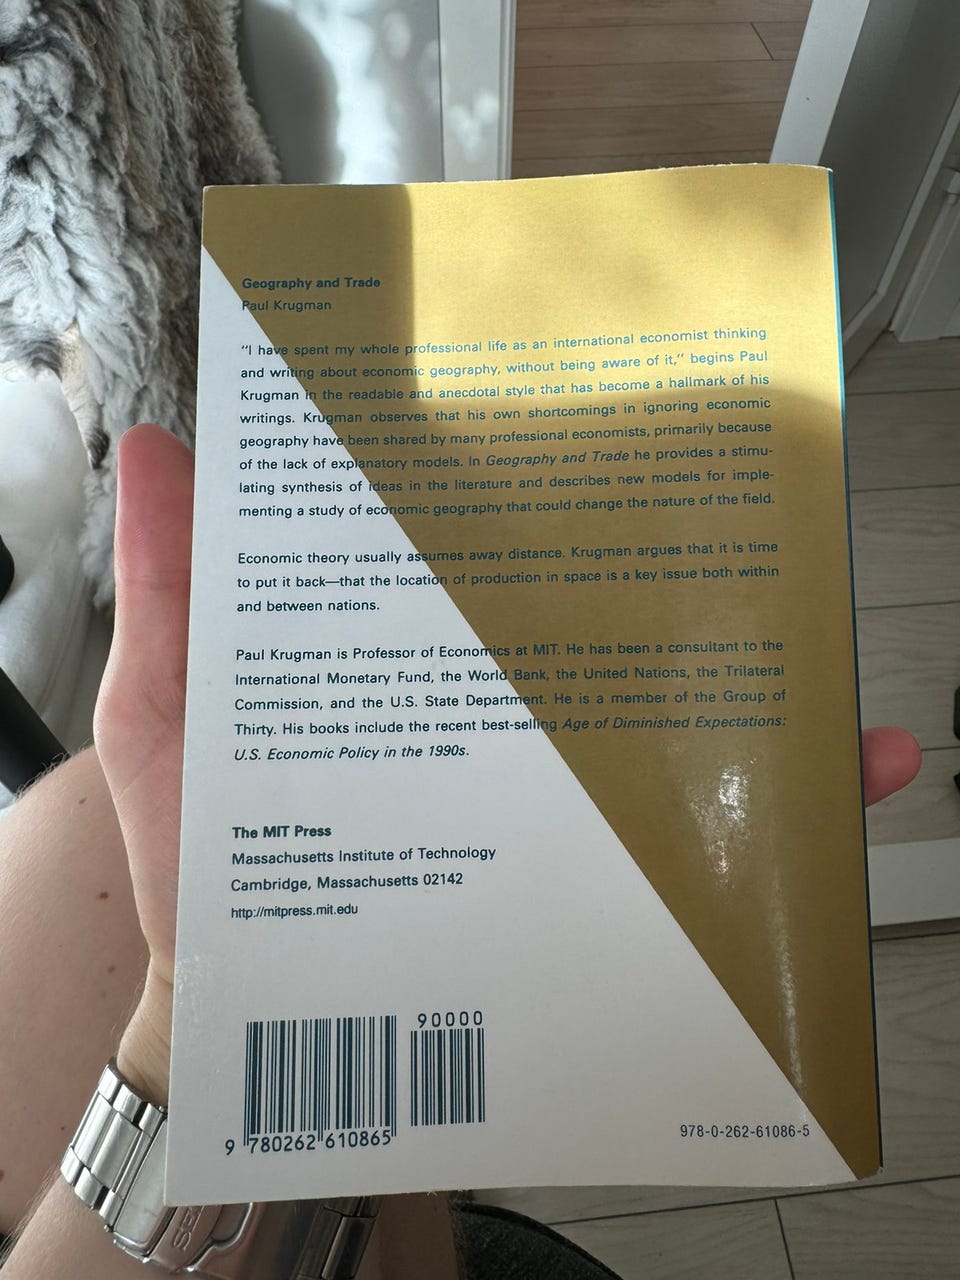 Geography and Trade
Paul Krugman
"I have spent my whole professional life as an international economist thinking
and writing about economic geography, without being aware of it," begins Paul
Krugman in the readable and anecdotal style that has become a hallmark of his
writings. Krugman observes that his own shortcomings in ignoring economic
geography have been shared by many professional economists, primarily because
of the lack of explanatory models. In Geography and Trade he provides a stimu-
lating synthesis of ideas in the literature and describes new models for imple-
menting a study of economic geography that could change the nature of the field.
Economic theory usually assumes away distance. Krugman argues that it is time
to put it back—that the location of production in space is a key issue both within
and between nations.
Paul Krugman is Professor of Economics at MIT. He has been a consultant to the
International Monetary Fund, the World Bank, the United Nations, the Trilateral
Commission, and the U.S. State Department. He is a member of the Group of
Thirty. His books include the recent best-selling Age of Diminished Expectations:
U.S. Economic Policy in the 1990s.
The MIT Press
Massachusetts Institute of Technology
Cambridge, Massachusetts 02142
http://mitpress.mit.edu
90000
9 780262 610865
978-0-262-61086-5